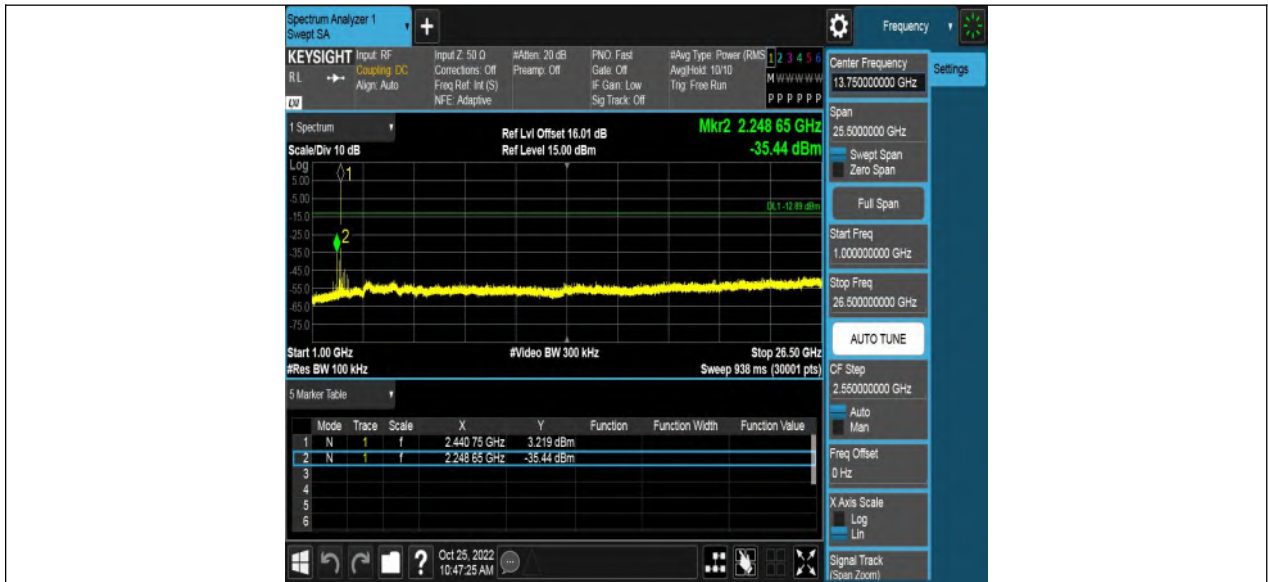 Spectrum Analyzer 1
Swept SA
+
Frequency
KEYSIGHT
RL
LXI
Input: RF
Coupling: DC
Align: Auto
Input Z: 50 Ω
Corrections: Off
Freq Ref: Int (S)
NFE: Adaptive
#Atten: 20 dB
Preamp: Off
PNO: Fast
Gate: Off
IF Gain: Low
Sig Track: Off
#Avg Type: Power (RMS
Avg|Hold: 10/10
Trig: Free Run
1 2 3 4 5 6
M W W W W W
P P P P P P
1 Spectrum
Scale/Div 10 dB
Ref Lvl Offset 16.01 dB
Ref Level 15.00 dBm
Mkr2 2.248 65 GHz
-35.44 dBm
Log
5.00
-5.00
-15.0
-25.0
-35.0
-45.0
-55.0
-65.0
-75.0
1
2
DL1 -12.89 dBm
Start 1.00 GHz
#Video BW 300 kHz
Stop 26.50 GHz
#Res BW 100 kHz
Sweep 938 ms (30001 pts)
5 Marker Table
Mode Trace Scale X Y Function Function Width Function Value
1 N 1 f 2.440 75 GHz 3.219 dBm
2 N 1 f 2.248 65 GHz -35.44 dBm
3
4
5
6
?
Oct 25, 2022
10:47:25 AM
Center Frequency
13.750000000 GHz
Settings
Span
25.5000000 GHz
Swept Span
Zero Span
Full Span
Start Freq
1.000000000 GHz
Stop Freq
26.500000000 GHz
AUTO TUNE
CF Step
2.550000000 GHz
Auto
Man
Freq Offset
0 Hz
X Axis Scale
Log
Lin
Signal Track
(Span Zoom)